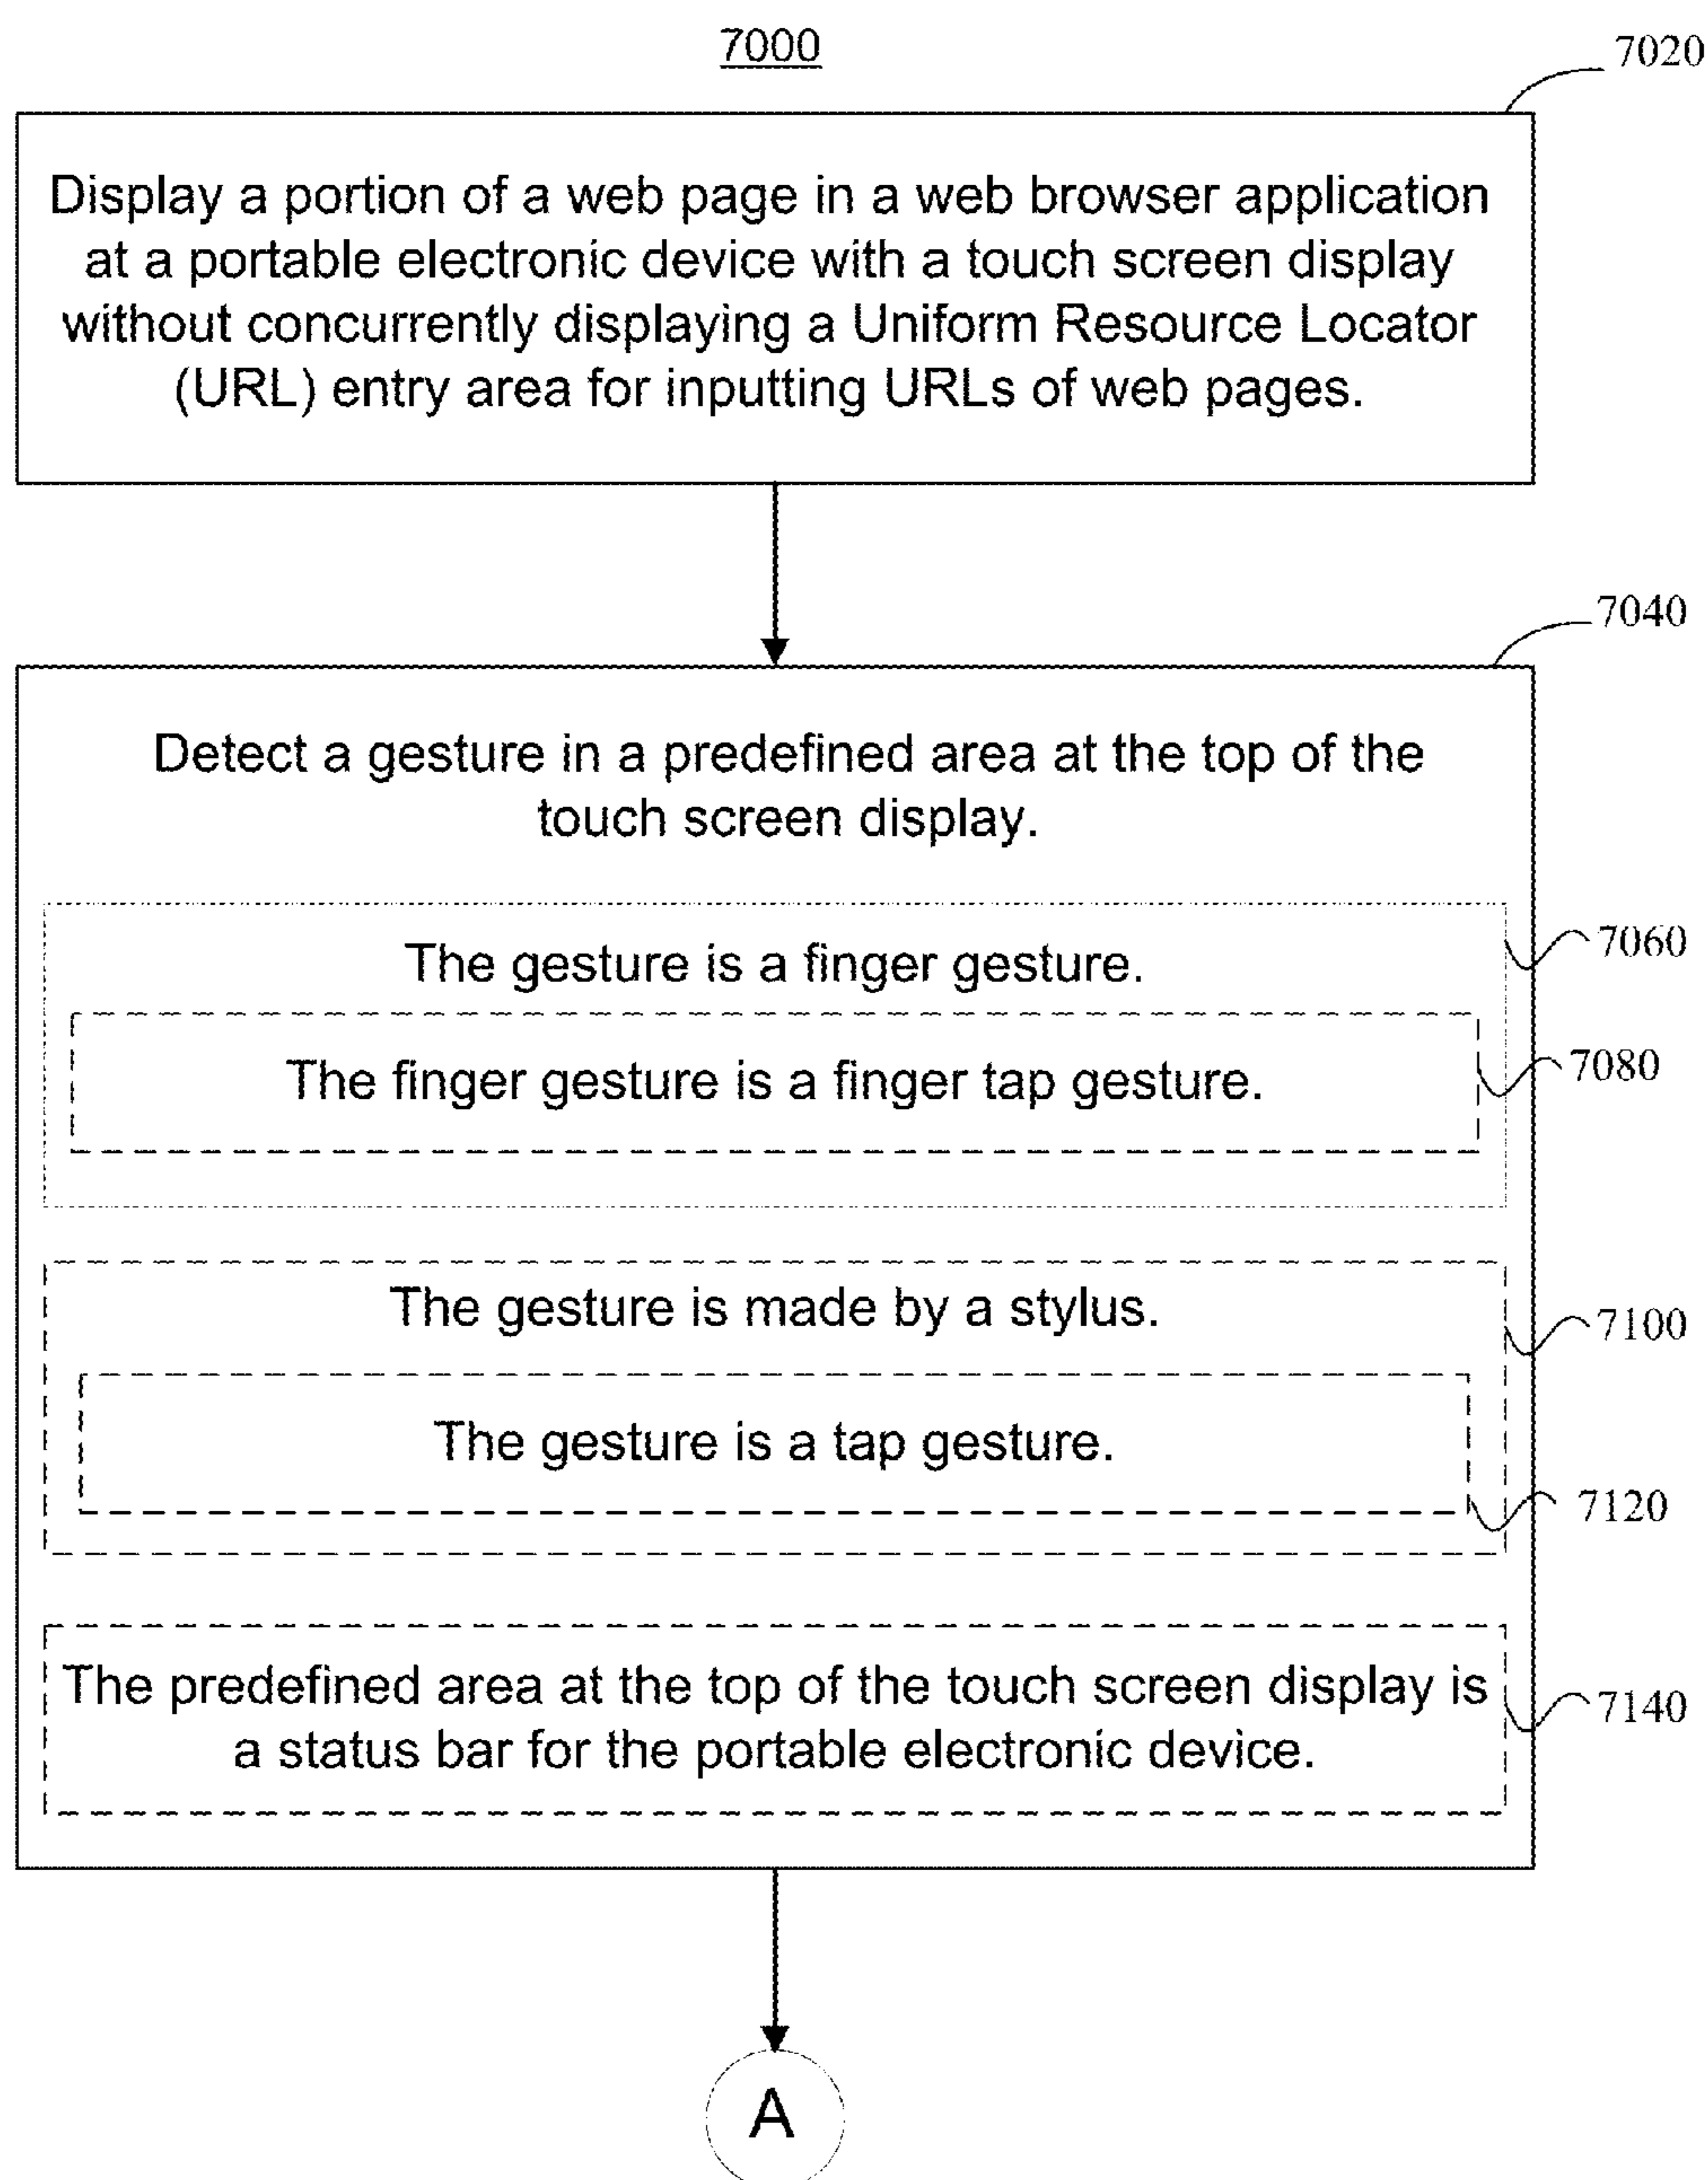 7000
7020
Display a portion of a web page in a web browser application
at a portable electronic device with a touch screen display
without concurrently displaying a Uniform Resource Locator
(URL) entry area for inputting URLs of web pages.
7040
Detect a gesture in a predefined area at the top of the
touch screen display.
The gesture is a finger gesture.
7060
The finger gesture is a finger tap gesture.
7080
The gesture is made by a stylus.
7100
The gesture is a tap gesture.
7120
The predefined area at the top of the touch screen display is
a status bar for the portable electronic device.
7140
A